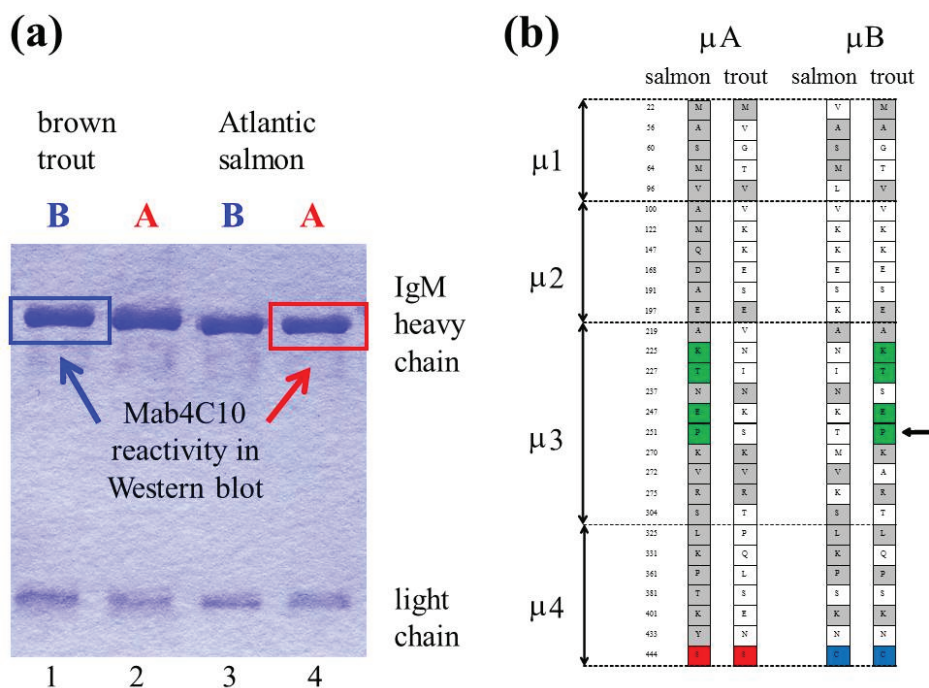 (a)
brown trout
Atlantic salmon
B A B A
IgM heavy chain
Mab4C10 reactivity in Western blot
light chain
1 2 3 4
(b)
μA μB
salmon trout salmon trout
μ1
22 M M V M
56 A V A A
60 S G S G
64 M T M T
96 V V L V
μ2
100 A V V V
122 M K K K
147 Q K K K
168 D E E E
191 A S S S
197 E E K E
μ3
219 A V A A
225 K N N K
227 T I I T
237 N N N S
247 E K K E
251 P S T P
270 K K M K
272 V V V A
275 R R K R
304 S T S T
μ4
325 L P L L
331 K Q K Q
361 P L P P
381 T S S S
401 K E K K
433 Y N N N
444 S S C C